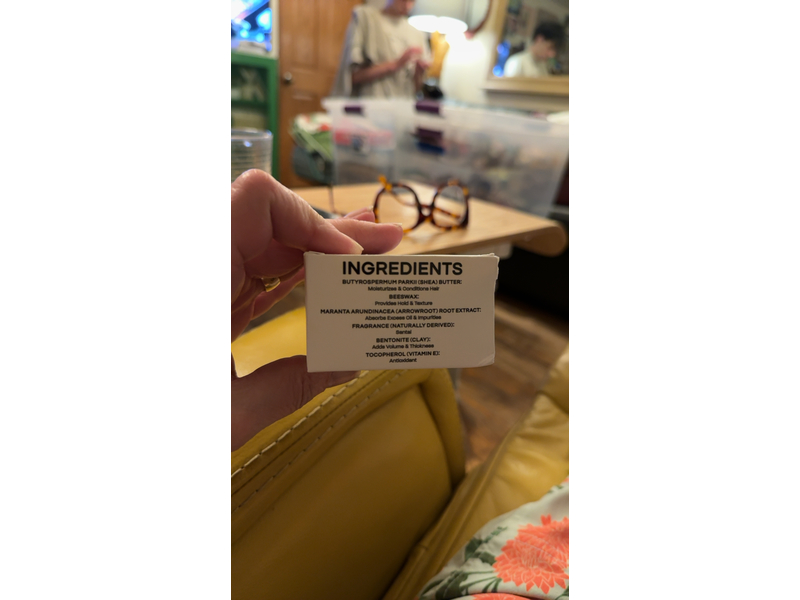 INGREDIENTS
BUTYROSPERMUM PARKII (SHEA) BUTTER:
Moisturizes & Conditions Hair
BEESWAX:
Provides Hold & Texture
MARANTA ARUNDINACEA (ARROWROOT) ROOT EXTRACT:
Absorbs Excess Oil & Impurities
FRAGRANCE (NATURALLY DERIVED):
Santal
BENTONITE (CLAY):
Adds Volume & Thickness
TOCOPHEROL (VITAMIN E):
Antioxidant